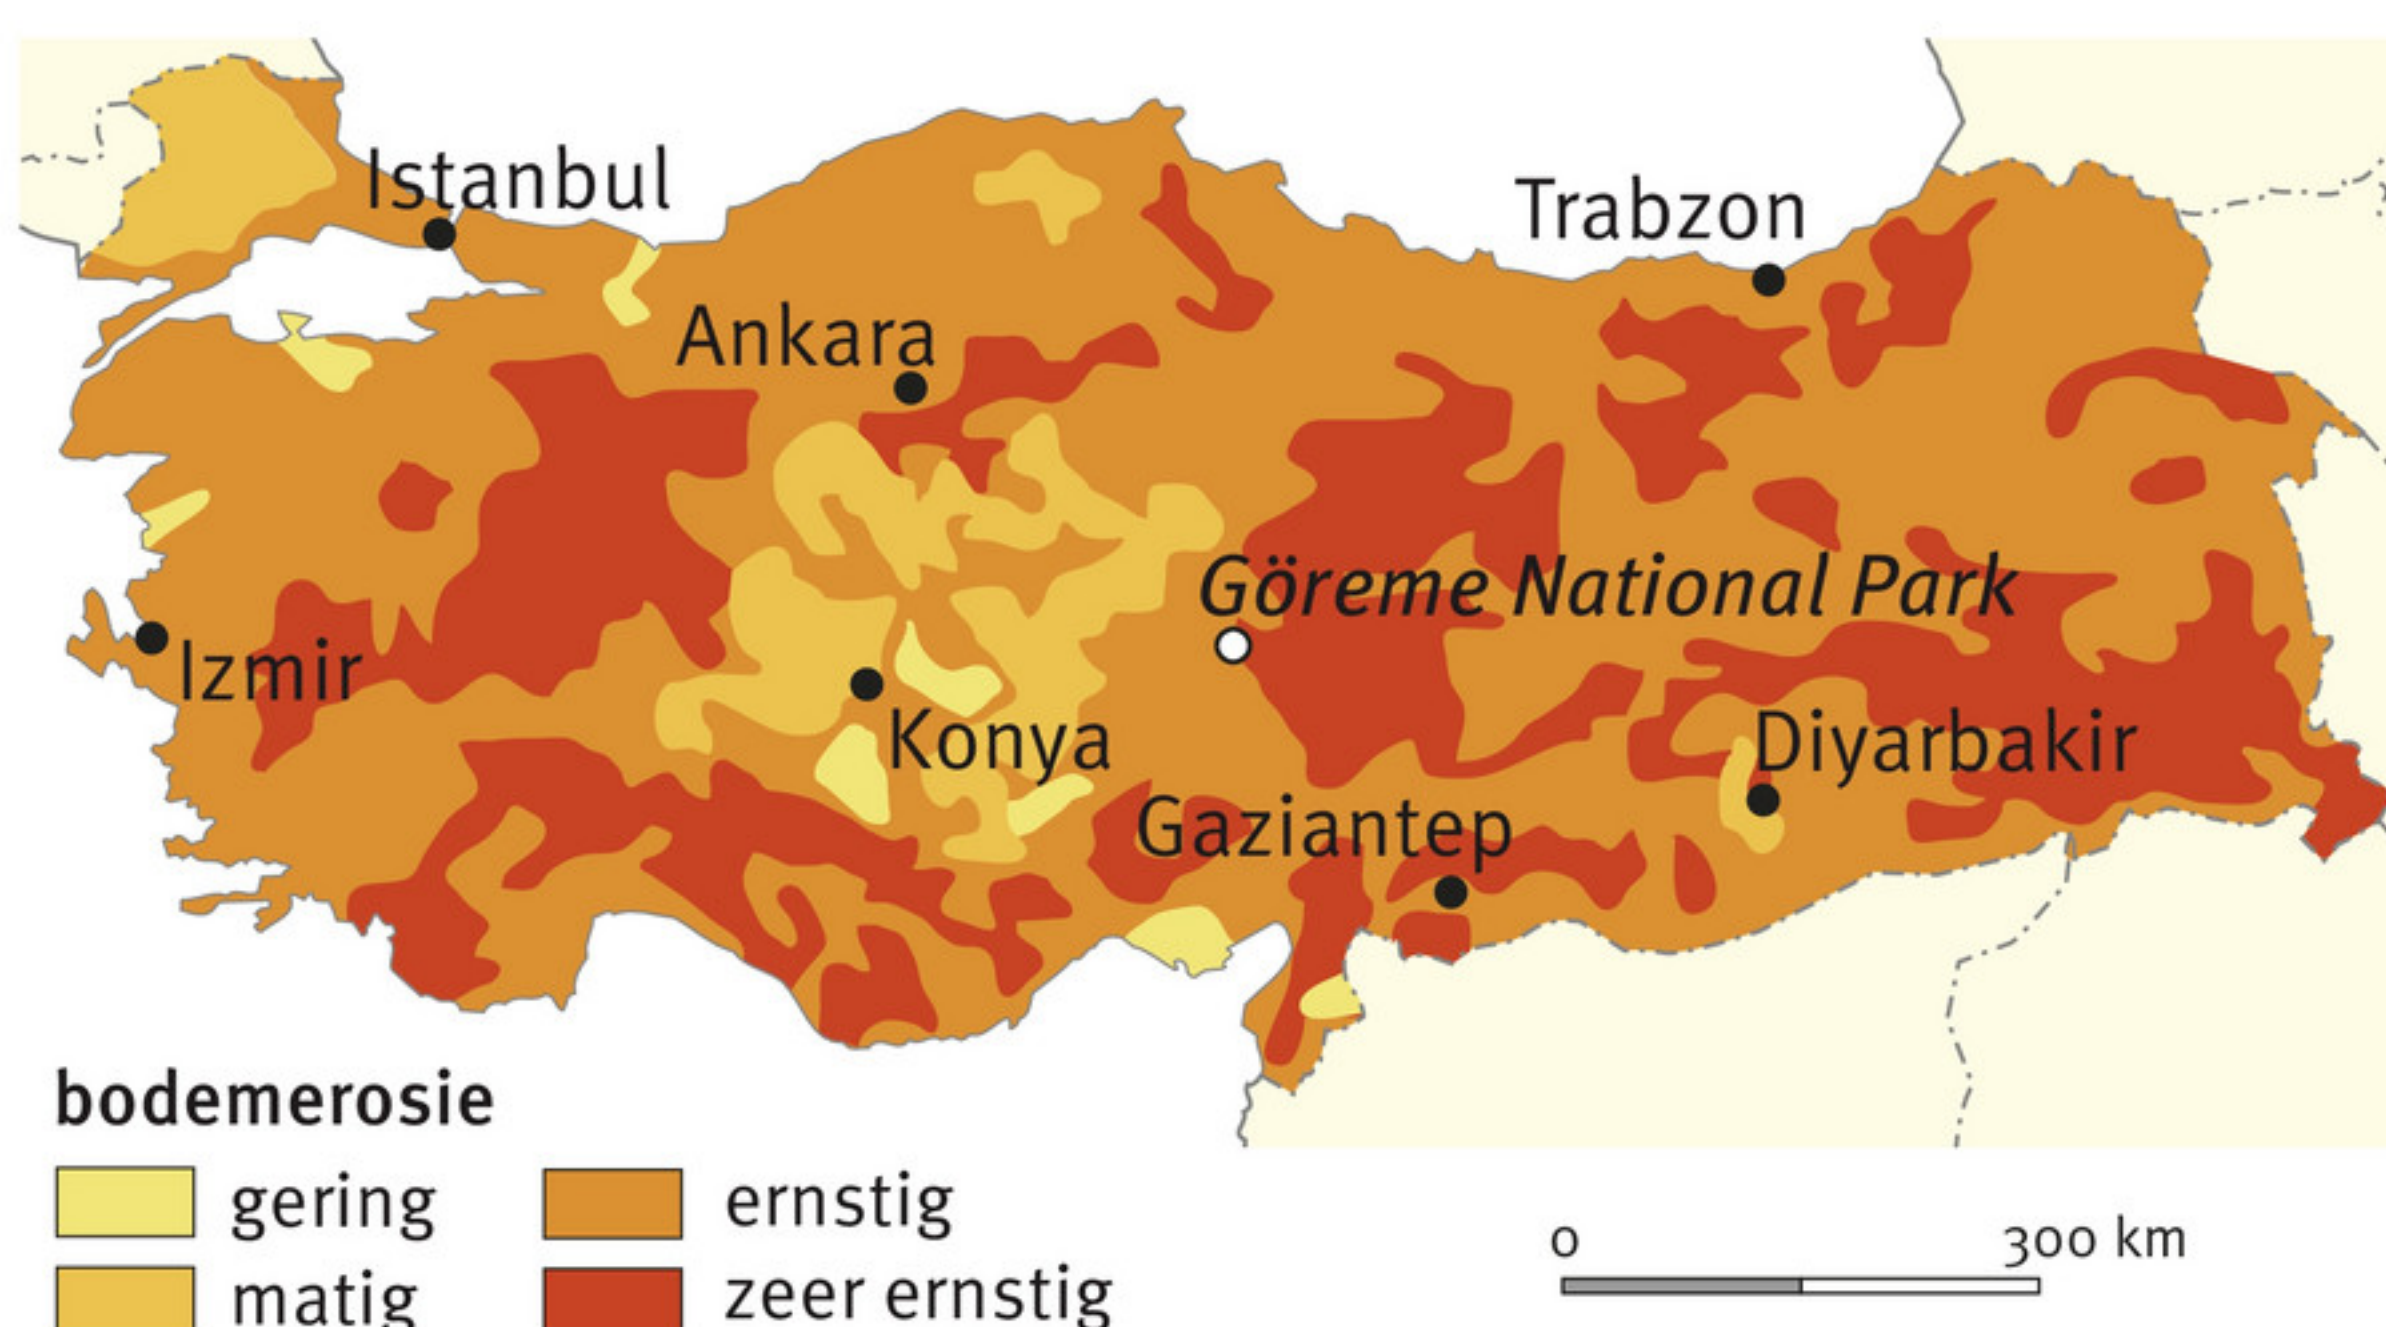 Istanbul
Trabzon
Ankara
Göreme National Park
Izmir
Konya
Diyarbakir
Gaziantep
bodemerosie
gering
ernstig
matig
zeer ernstig
0 300 km